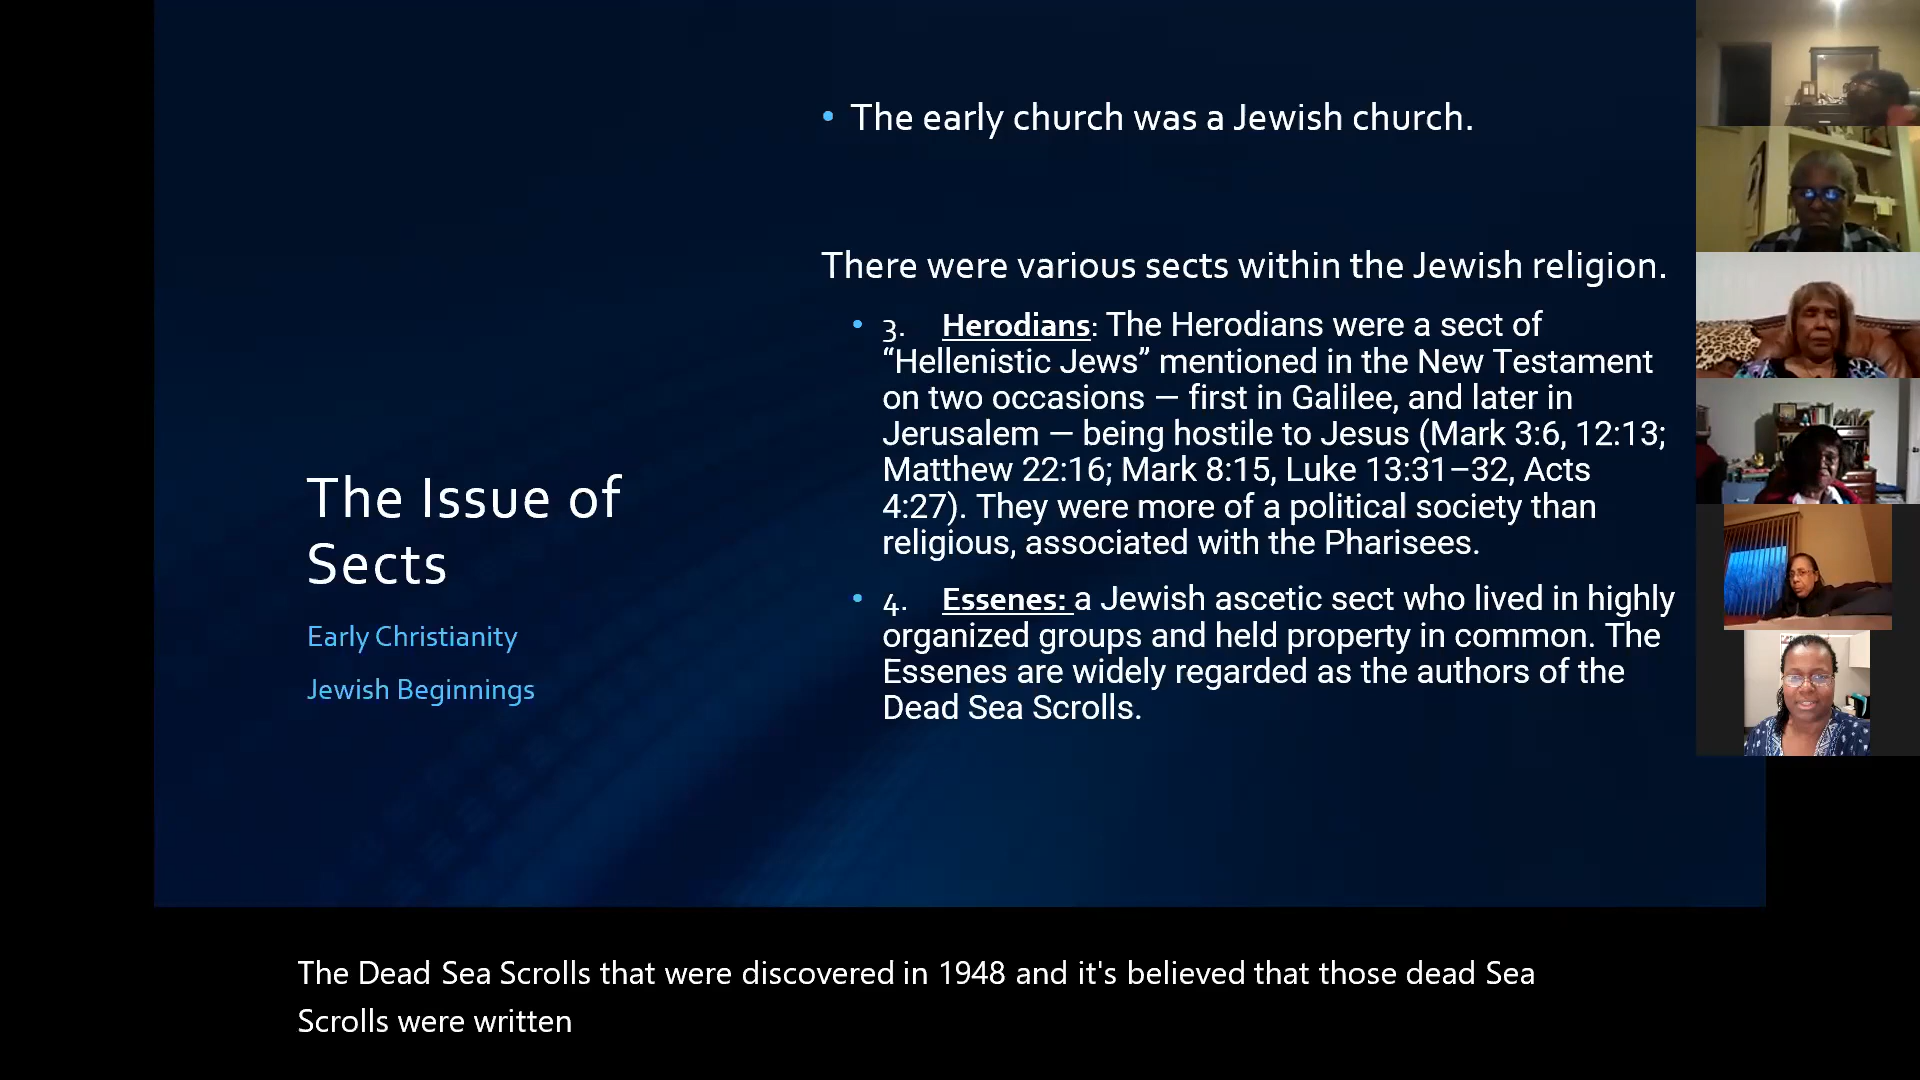 The Issue of
Sects
Early Christianity
Jewish Beginnings
• The early church was a Jewish church.
There were various sects within the Jewish religion.
• 3. Herodians: The Herodians were a sect of
“Hellenistic Jews” mentioned in the New Testament
on two occasions — first in Galilee, and later in
Jerusalem — being hostile to Jesus (Mark 3:6, 12:13;
Matthew 22:16; Mark 8:15, Luke 13:31–32, Acts
4:27). They were more of a political society than
religious, associated with the Pharisees.
• 4. Essenes: a Jewish ascetic sect who lived in highly
organized groups and held property in common. The
Essenes are widely regarded as the authors of the
Dead Sea Scrolls.
The Dead Sea Scrolls that were discovered in 1948 and it's believed that those dead Sea
Scrolls were written